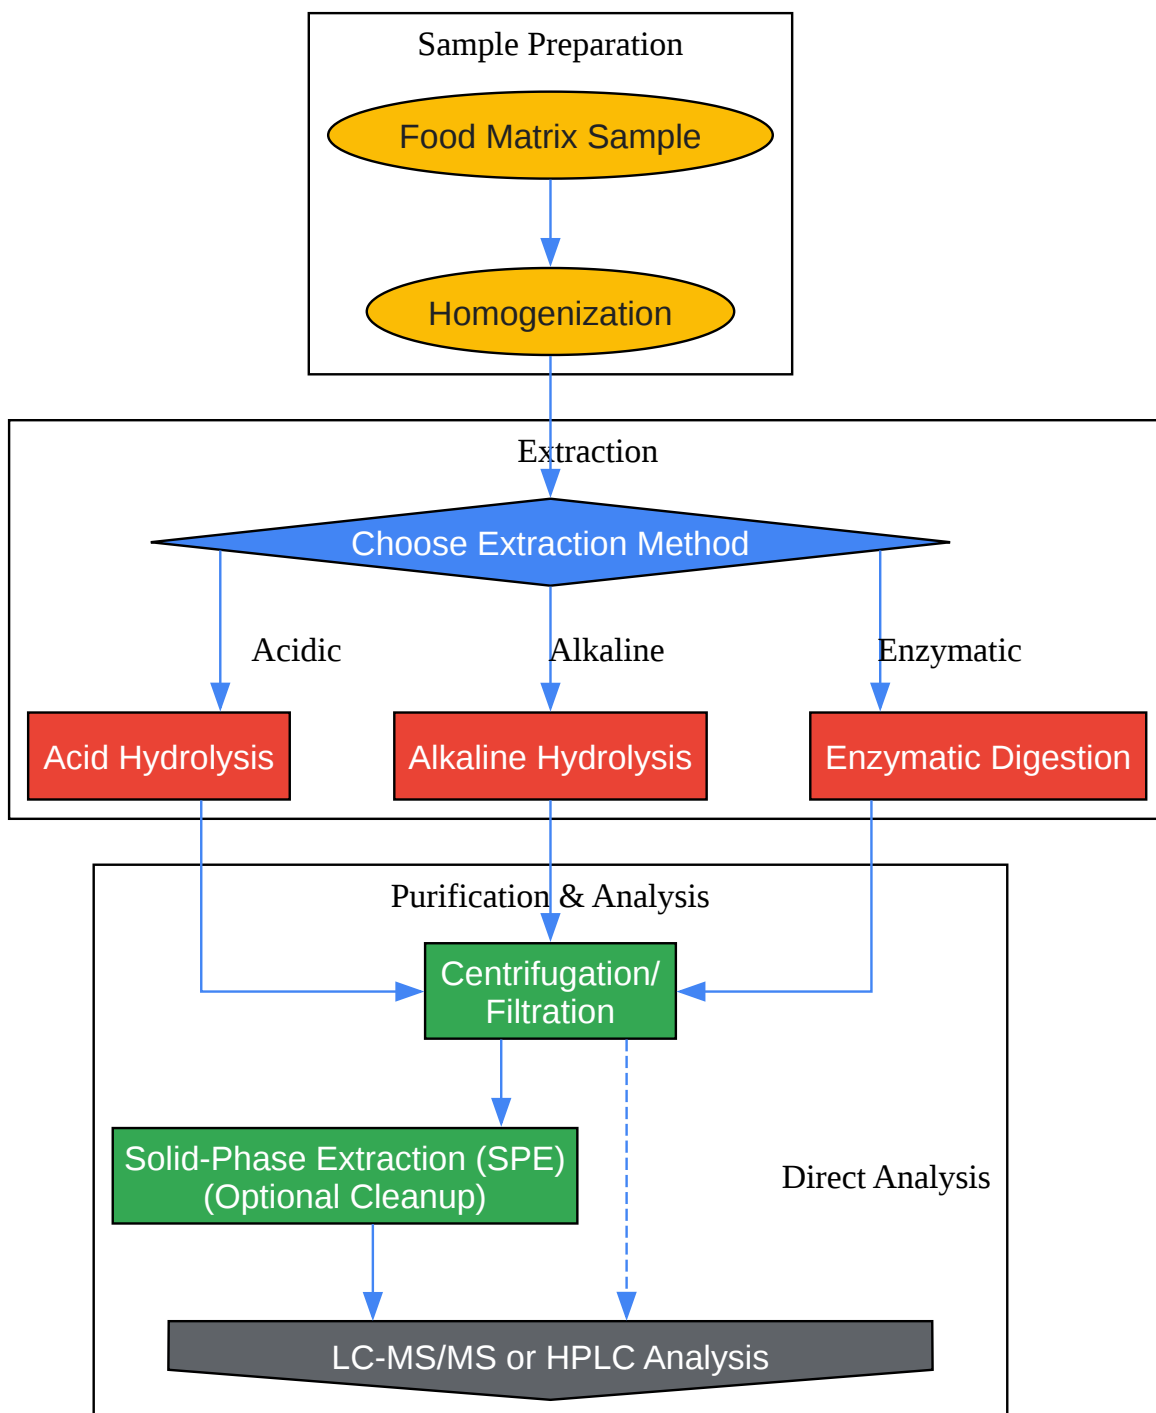 Sample Preparation
Food Matrix Sample
Homogenization
Extraction
Choose Extraction Method
Acidic
Alkaline
Enzymatic
Acid Hydrolysis
Alkaline Hydrolysis
Enzymatic Digestion
Purification & Analysis
Centrifugation/
Filtration
Solid-Phase Extraction (SPE)
(Optional Cleanup)
Direct Analysis
LC-MS/MS or HPLC Analysis